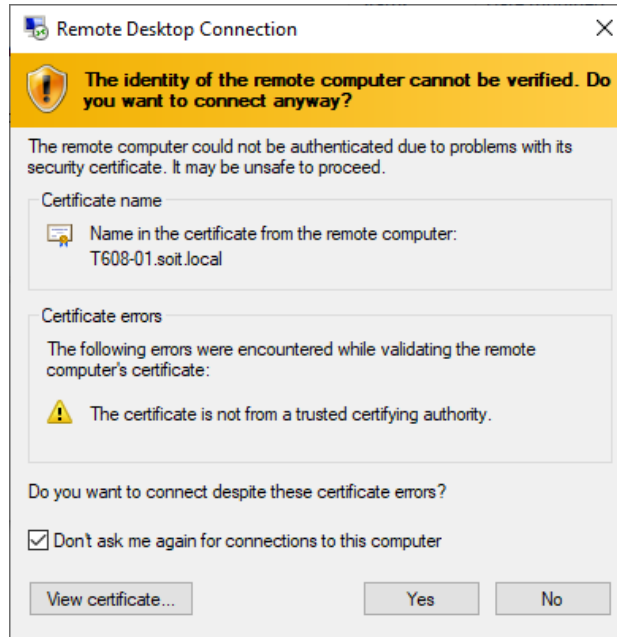 Remote Desktop Connection
The identity of the remote computer cannot be verified. Do
you want to connect anyway?
The remote computer could not be authenticated due to problems with its
security certificate. It may be unsafe to proceed.
Certificate name
Name in the certificate from the remote computer:
T608-01.soit.local
Certificate errors
The following errors were encountered while validating the remote
computer's certificate:
The certificate is not from a trusted certifying authority.
Do you want to connect despite these certificate errors?
Don't ask me again for connections to this computer
View certificate...
Yes
No